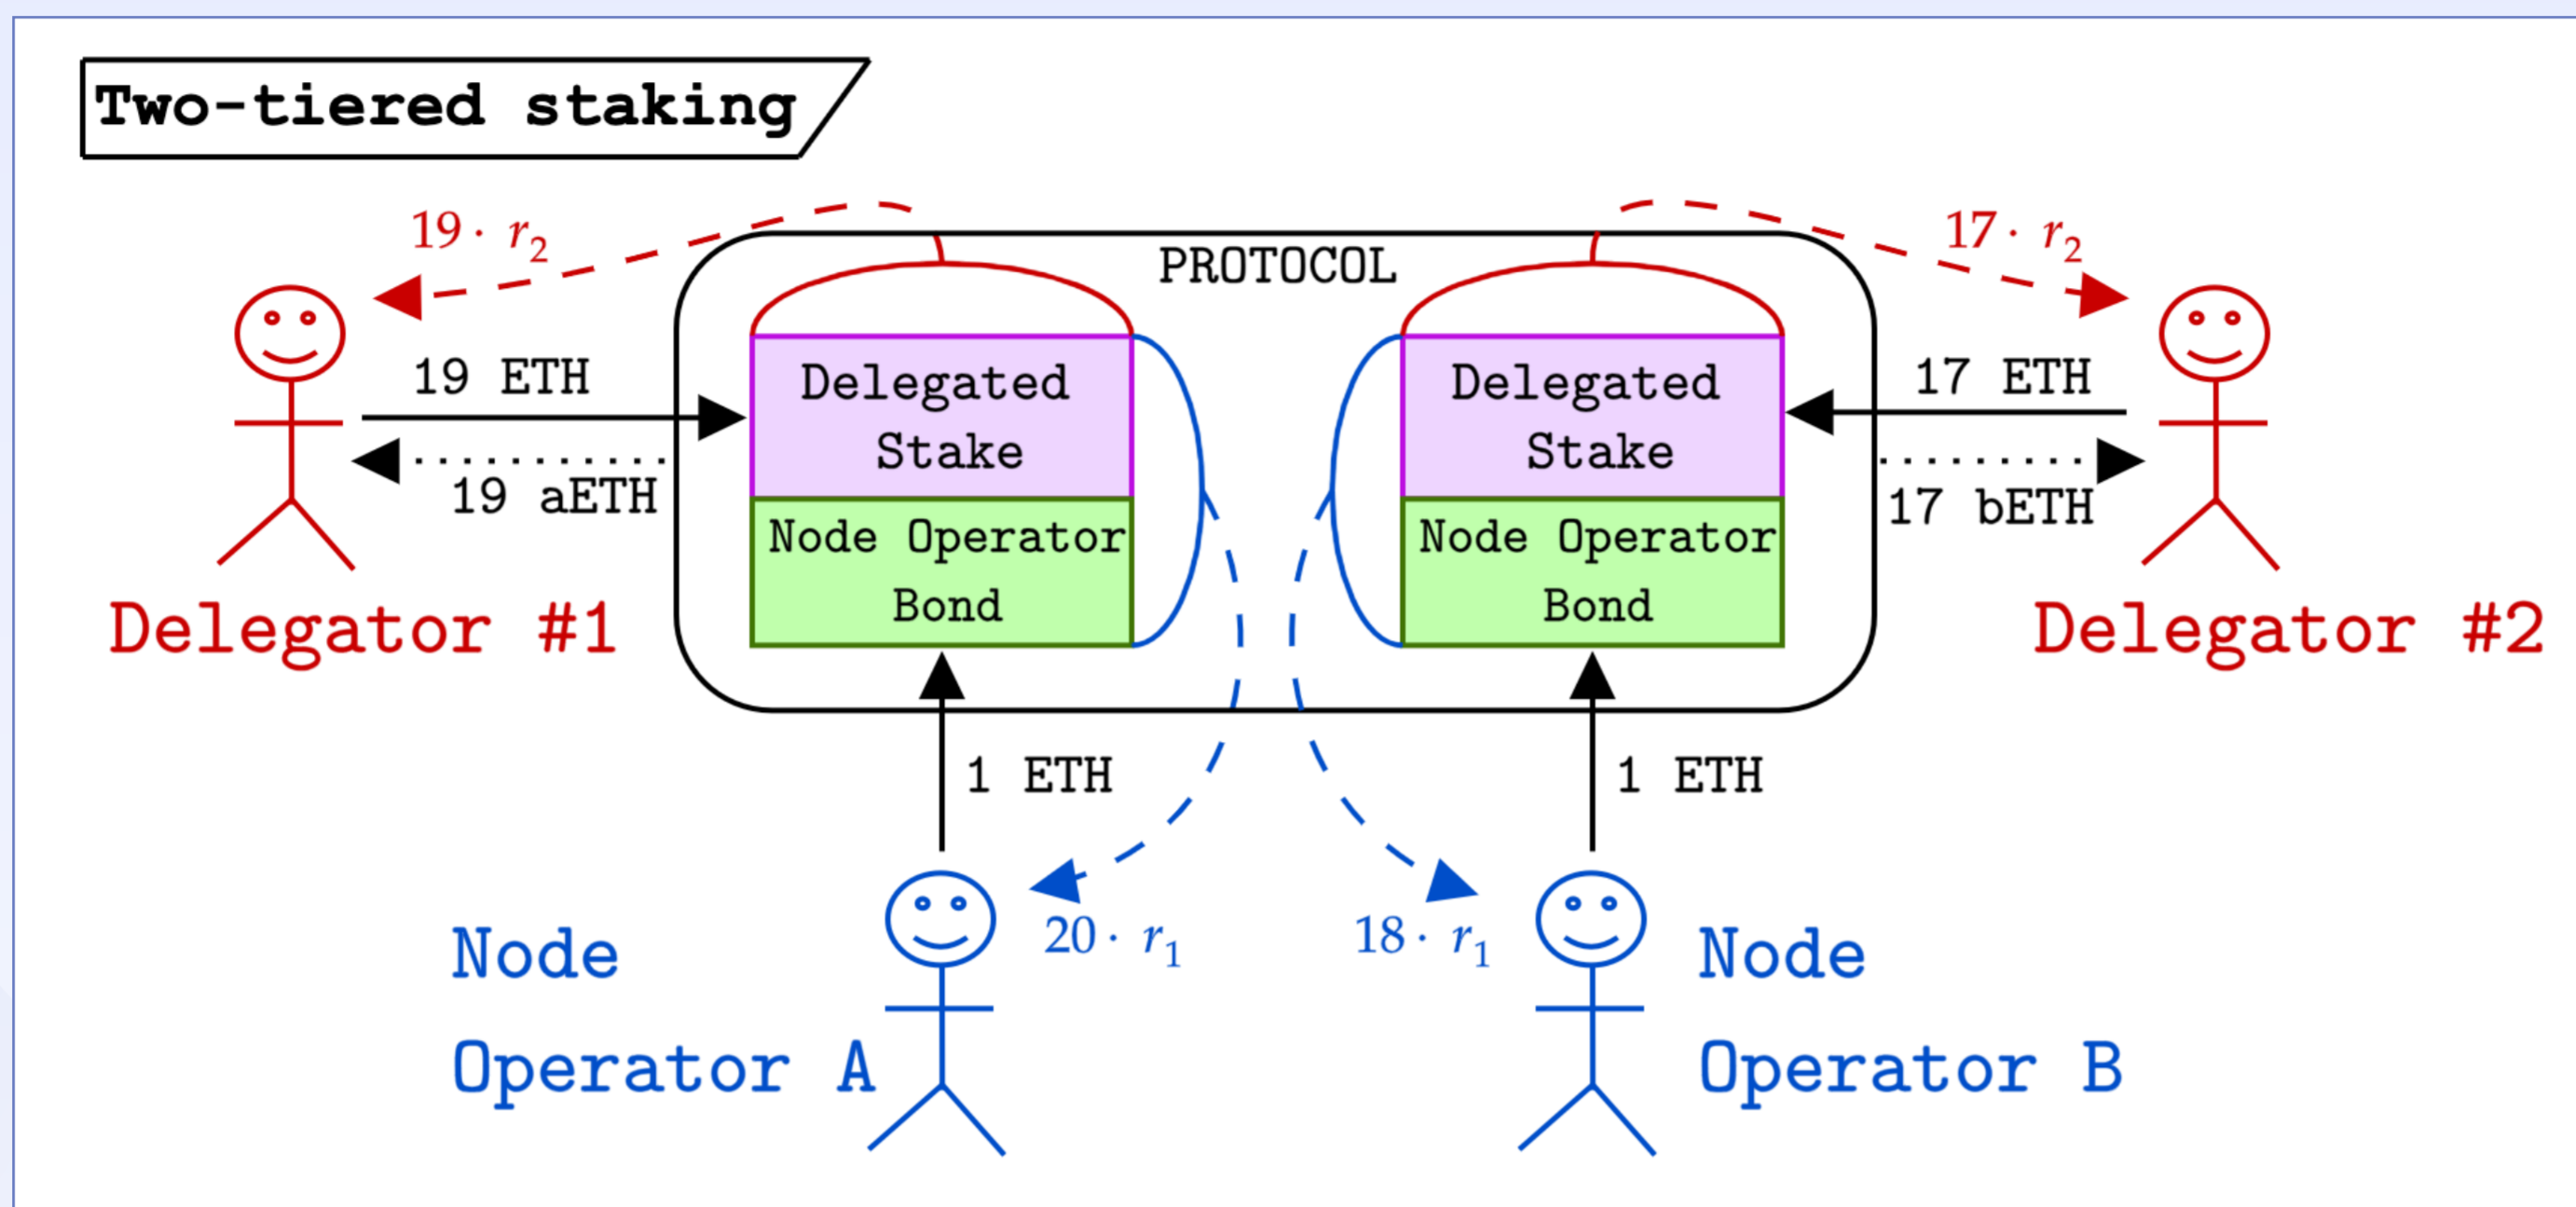 Two-tiered staking
19 · r2
PROTOCOL
17 · r2
19 ETH
19 aETH
Delegator #1
Delegated
Stake
Node Operator
Bond
Delegated
Stake
Node Operator
Bond
17 ETH
17 bETH
Delegator #2
1 ETH
1 ETH
20 · r1
18 · r1
Node
Operator A
Node
Operator B